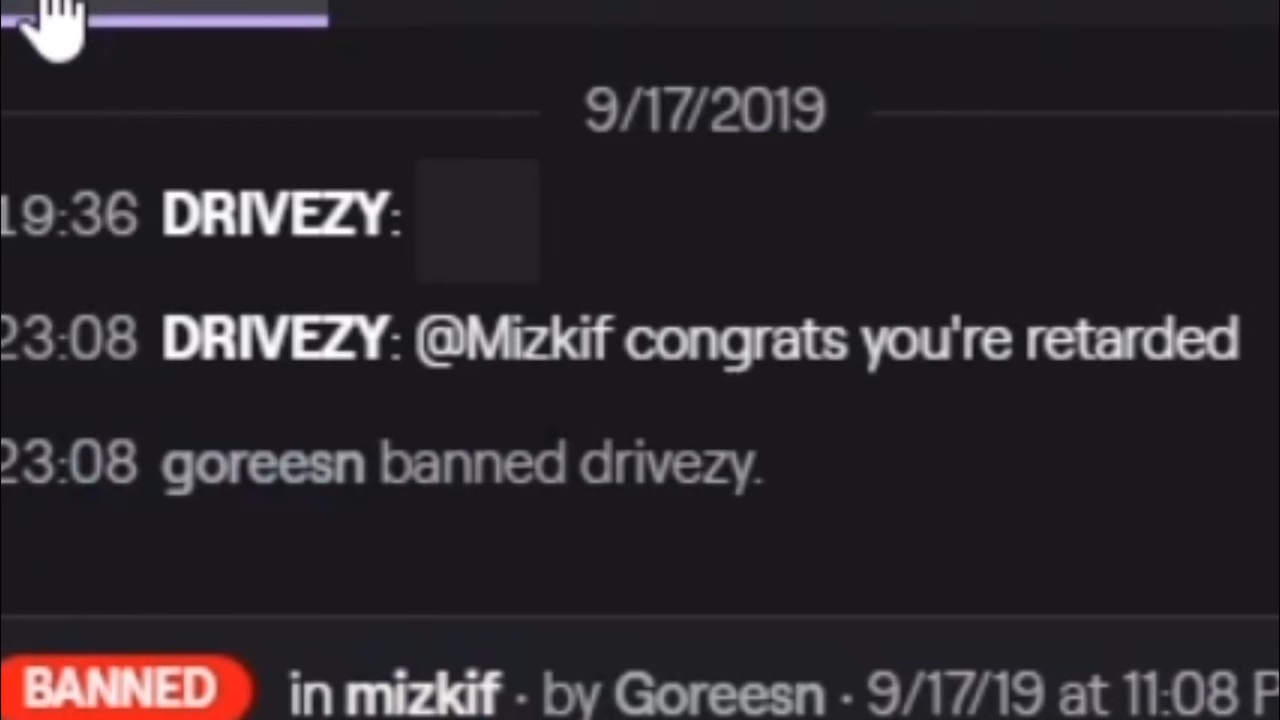 9/17/2019
19:36 DRIVEZY:
23:08 DRIVEZY: @Mizkif congrats you're retarded
23:08 goreesn banned drivezy.
BANNED in mizkif · by Goreesn · 9/17/19 at 11:08 P